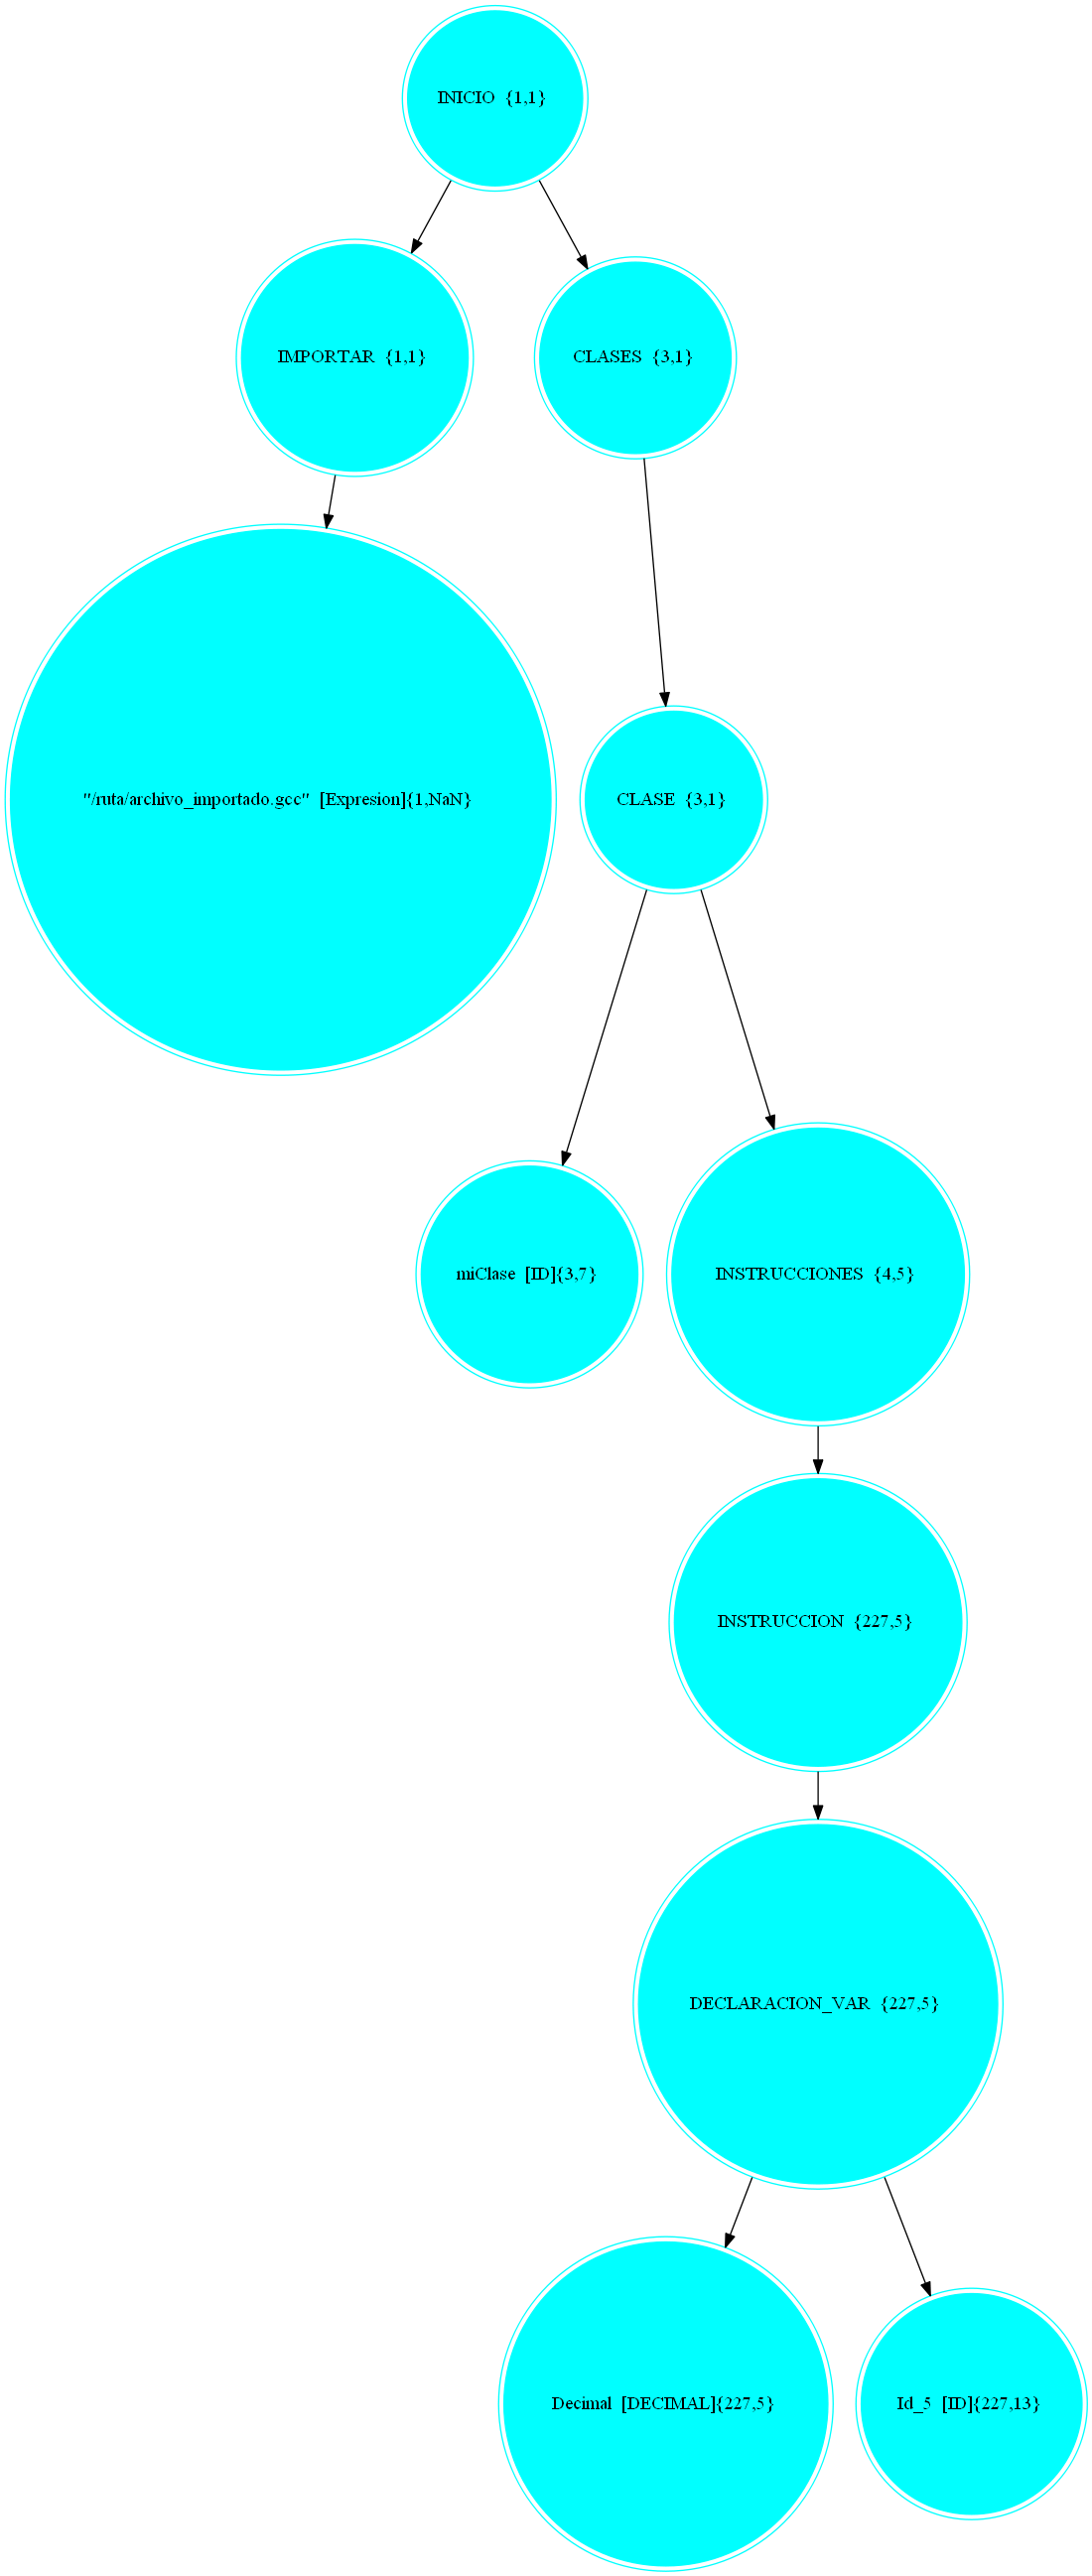 INICIO {1,1}
IMPORTAR {1,1}
CLASES {3,1}
"/ruta/archivo_importado.gcc" [Expresion]{1,NaN}
CLASE {3,1}
miClase [ID]{3,7}
INSTRUCCIONES {4,5}
INSTRUCCION {227,5}
DECLARACION_VAR {227,5}
Decimal [DECIMAL]{227,5}
Id_5 [ID]{227,13}